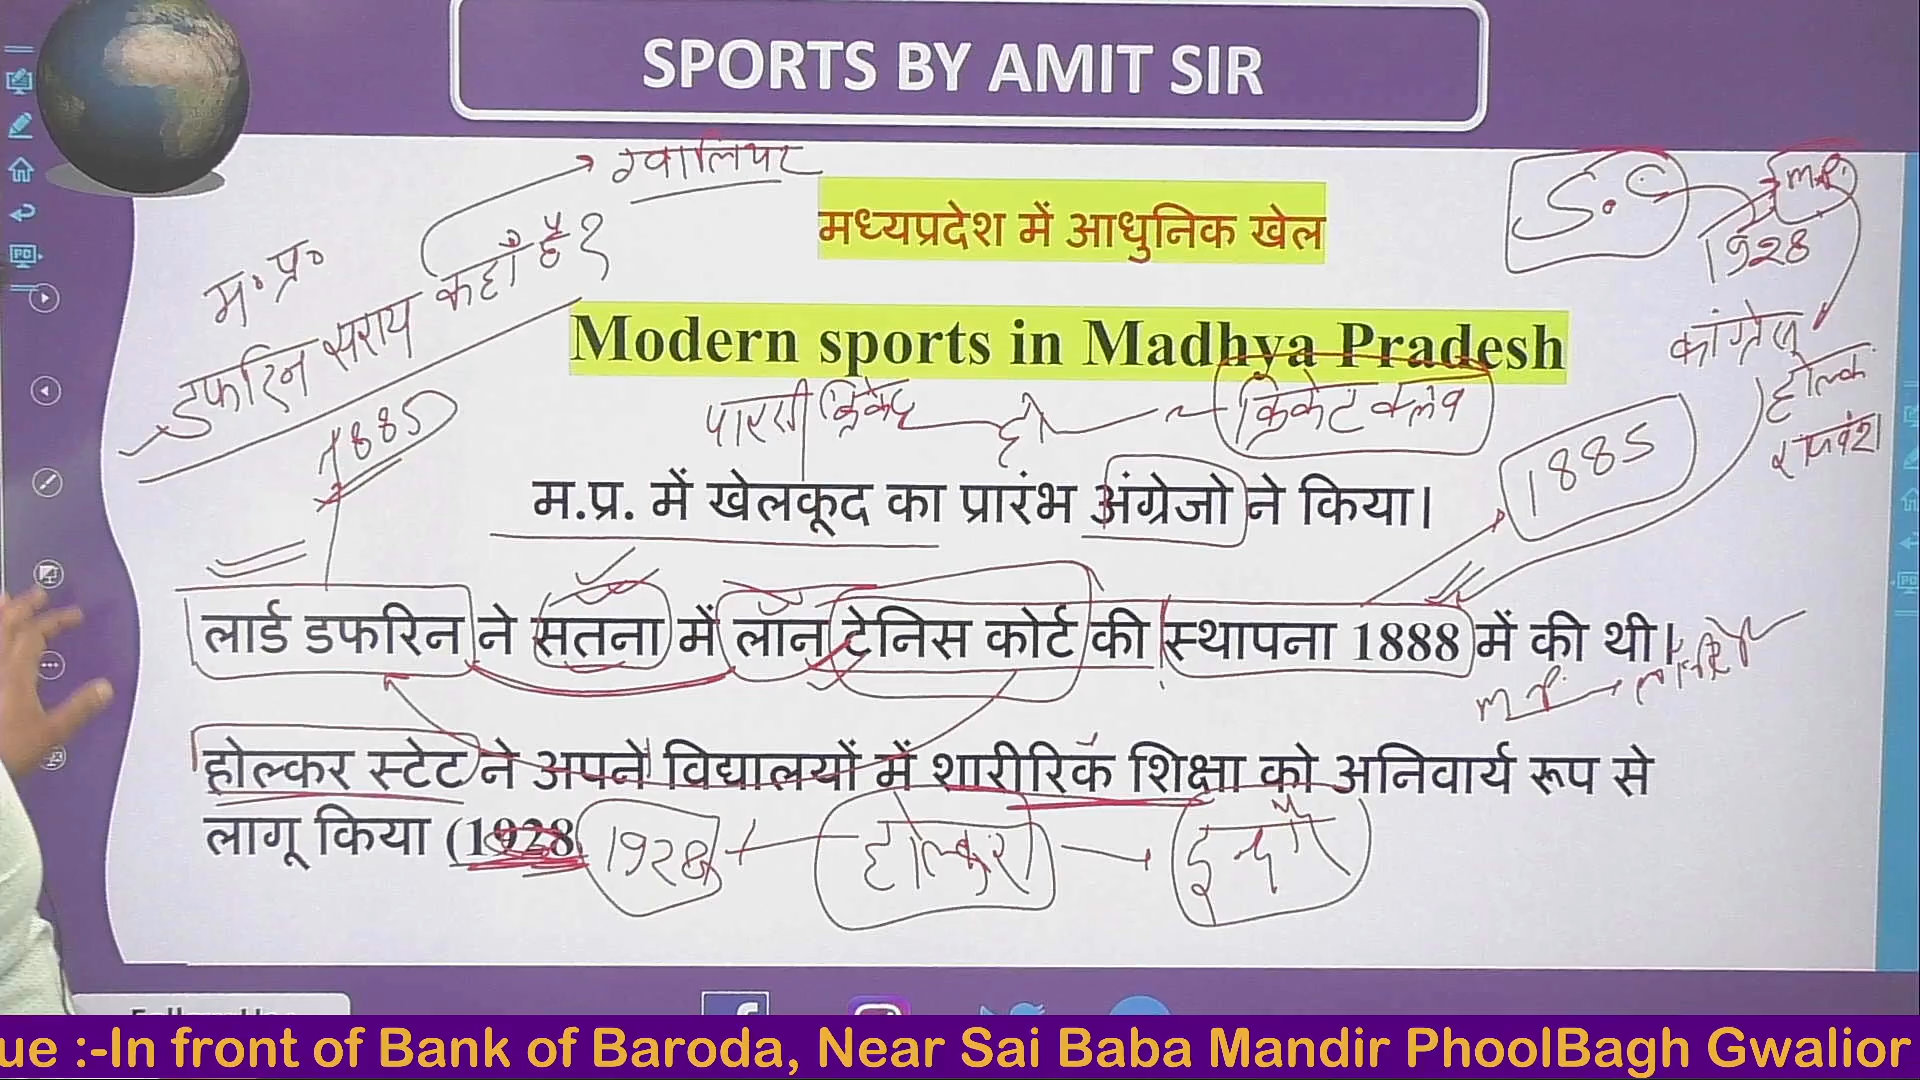 SPORTS BY AMIT SIR
ग्वालियर
मध्यप्रदेश में आधुनिक खेल
S.C
M.P.
1928
म.प्र.
डफरिन सराय कहाँ है?
Modern sports in Madhya Pradesh
कांग्रेस
1885
पारसी क्रिकेट
क्रिकेट क्लब
1885
म.प्र. में खेलकूद का प्रारंभ अंग्रेजो ने किया।
लार्ड डफरिन ने सतना में लॉन टेनिस कोर्ट की स्थापना 1888 में की थी।
होल्कर स्टेट ने अपने विद्यालयों में शारीरिक शिक्षा को अनिवार्य रूप से
लागू किया (1928
1928
होल्कर
इन्दौर
ue :-In front of Bank of Baroda, Near Sai Baba Mandir PhoolBagh Gwalior